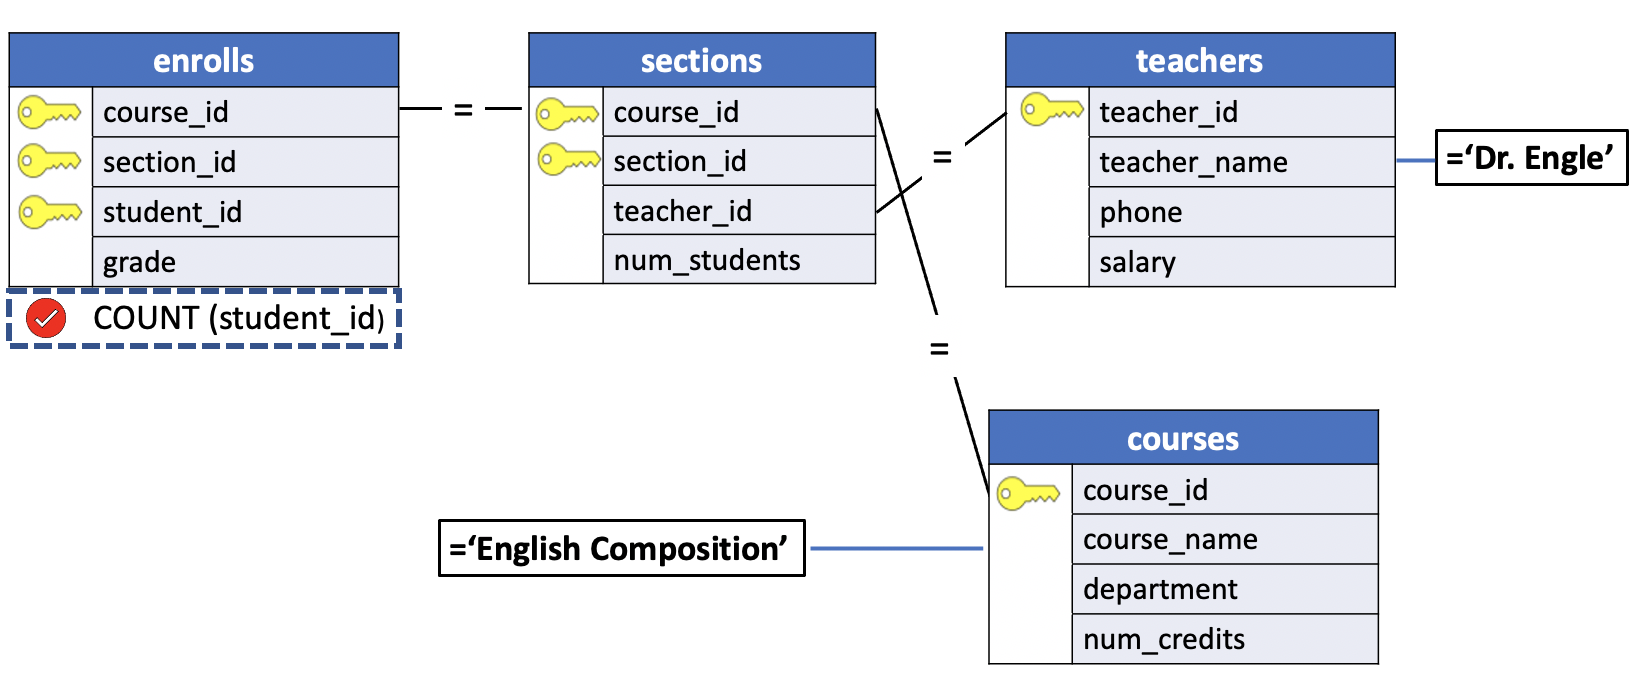 enrolls
course_id
section_id
student_id
grade
COUNT (student_id)
=
sections
course_id
section_id
teacher_id
num_students
=
teachers
teacher_id
teacher_name
phone
salary
=‘Dr. Engle’
=
courses
course_id
course_name
department
num_credits
=‘English Composition’